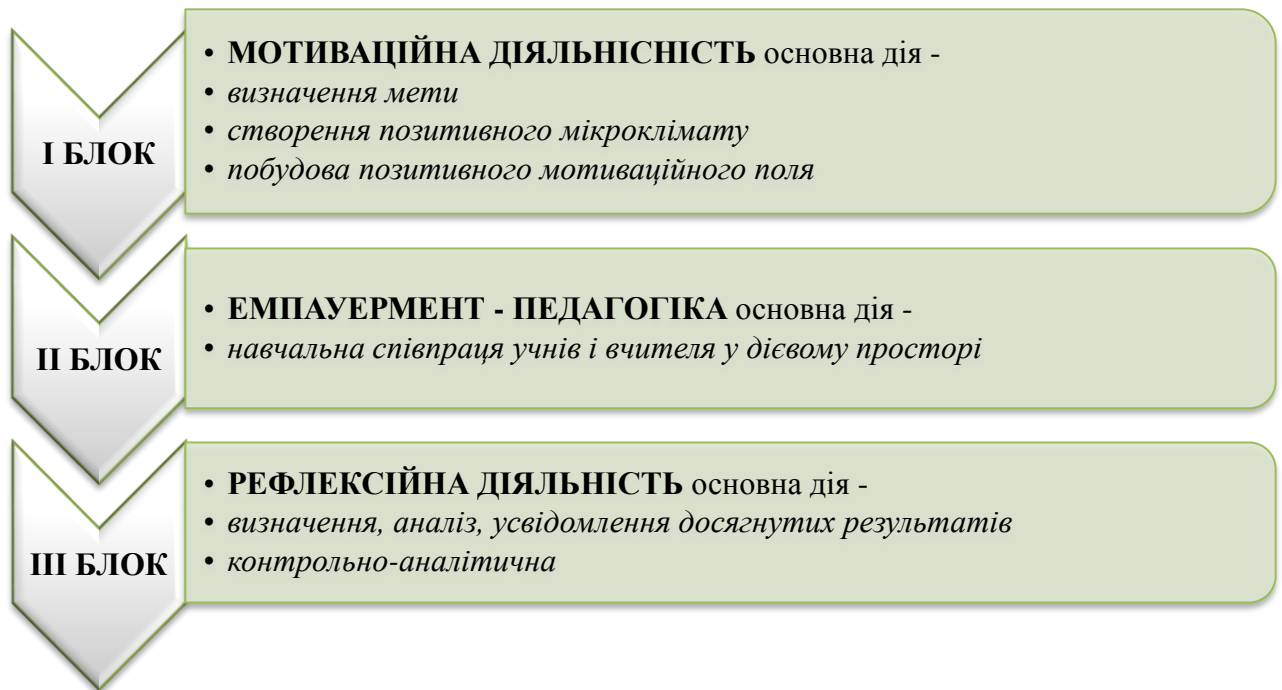 І БЛОК
• МОТИВАЦІЙНА ДІЯЛЬНІСНІСТЬ основна дія -
• визначення мети
• створення позитивного мікроклімату
• побудова позитивного мотиваційного поля
ІІ БЛОК
• ЕМПАУЕРМЕНТ - ПЕДАГОГІКА основна дія -
• навчальна співпраця учнів і вчителя у дієвому просторі
ІІІ БЛОК
• РЕФЛЕКСІЙНА ДІЯЛЬНІСТЬ основна дія -
• визначення, аналіз, усвідомлення досягнутих результатів
• контрольно-аналітична